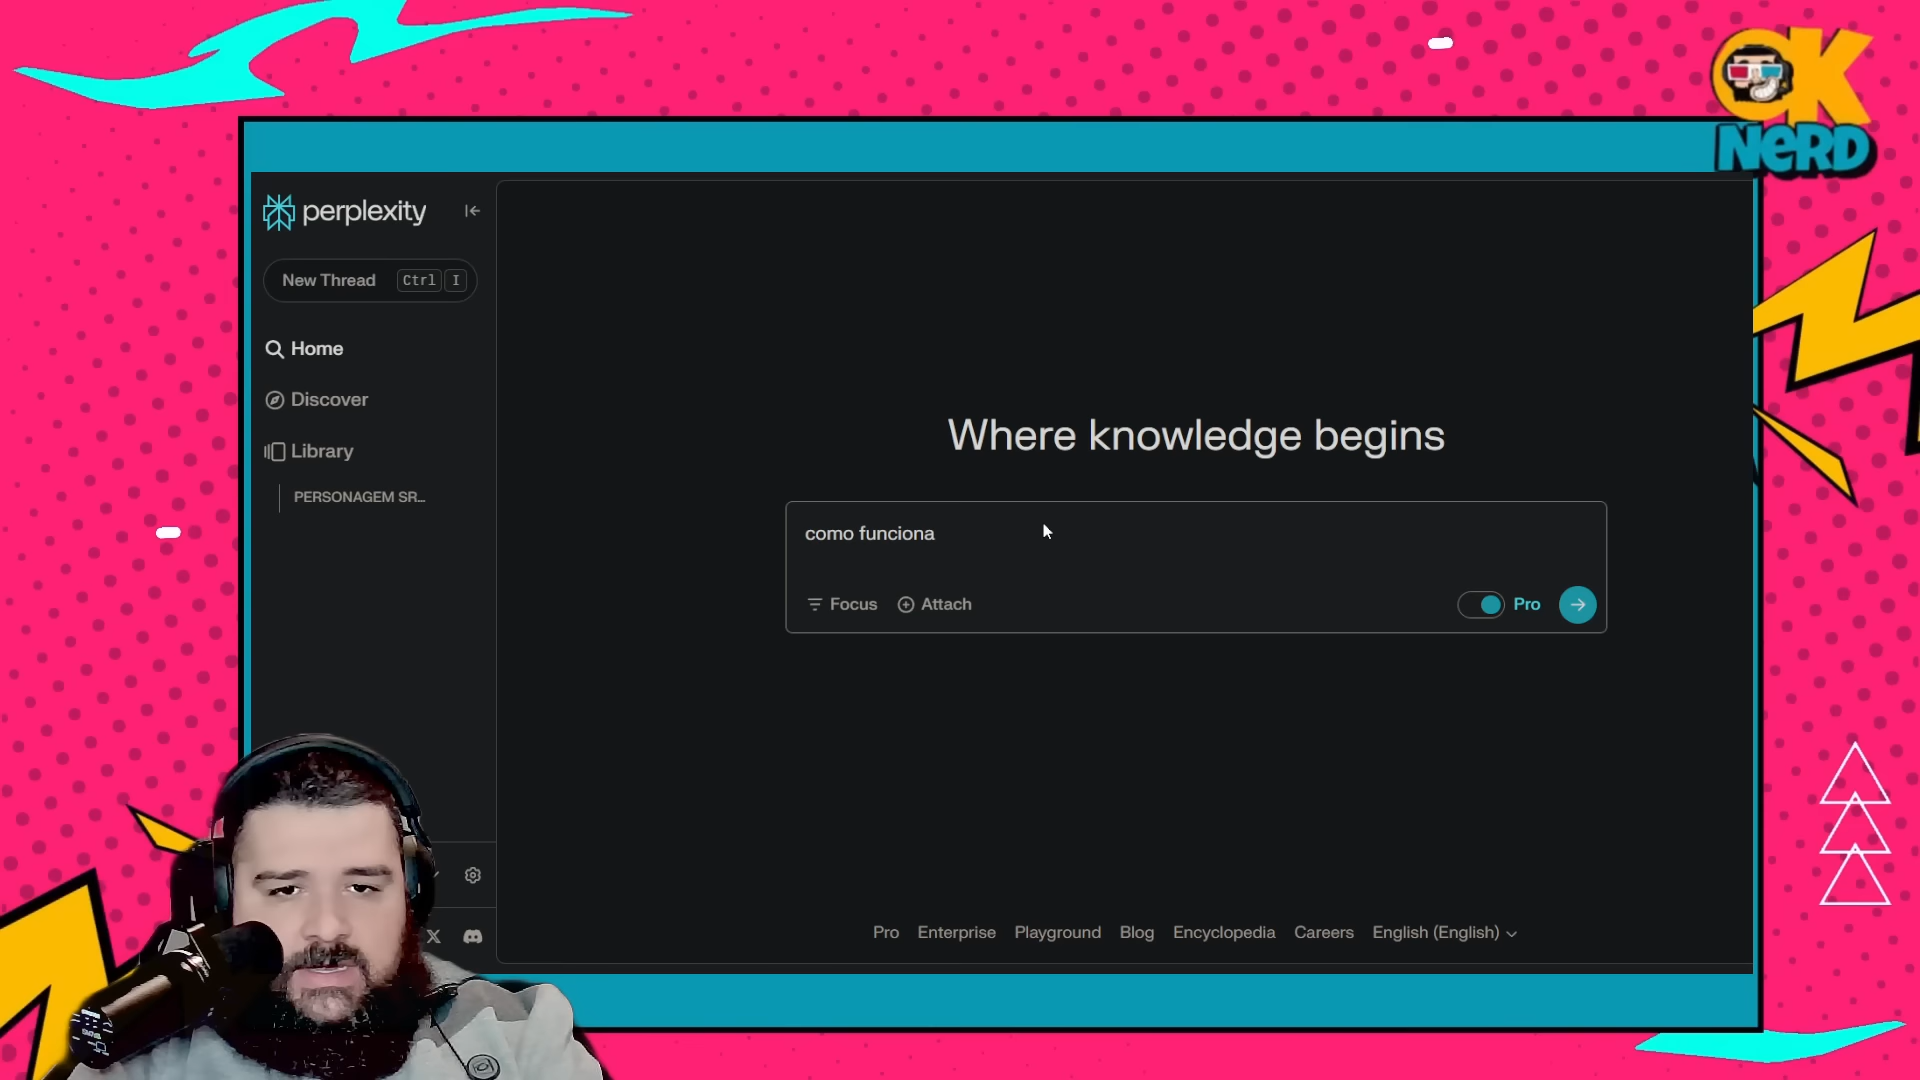 OK
NeRD
perplexity
New Thread Ctrl I
Home
Discover
Library
PERSONAGEM SR...
Where knowledge begins
como funciona
Focus Attach Pro
Pro Enterprise Playground Blog Encyclopedia Careers English (English)